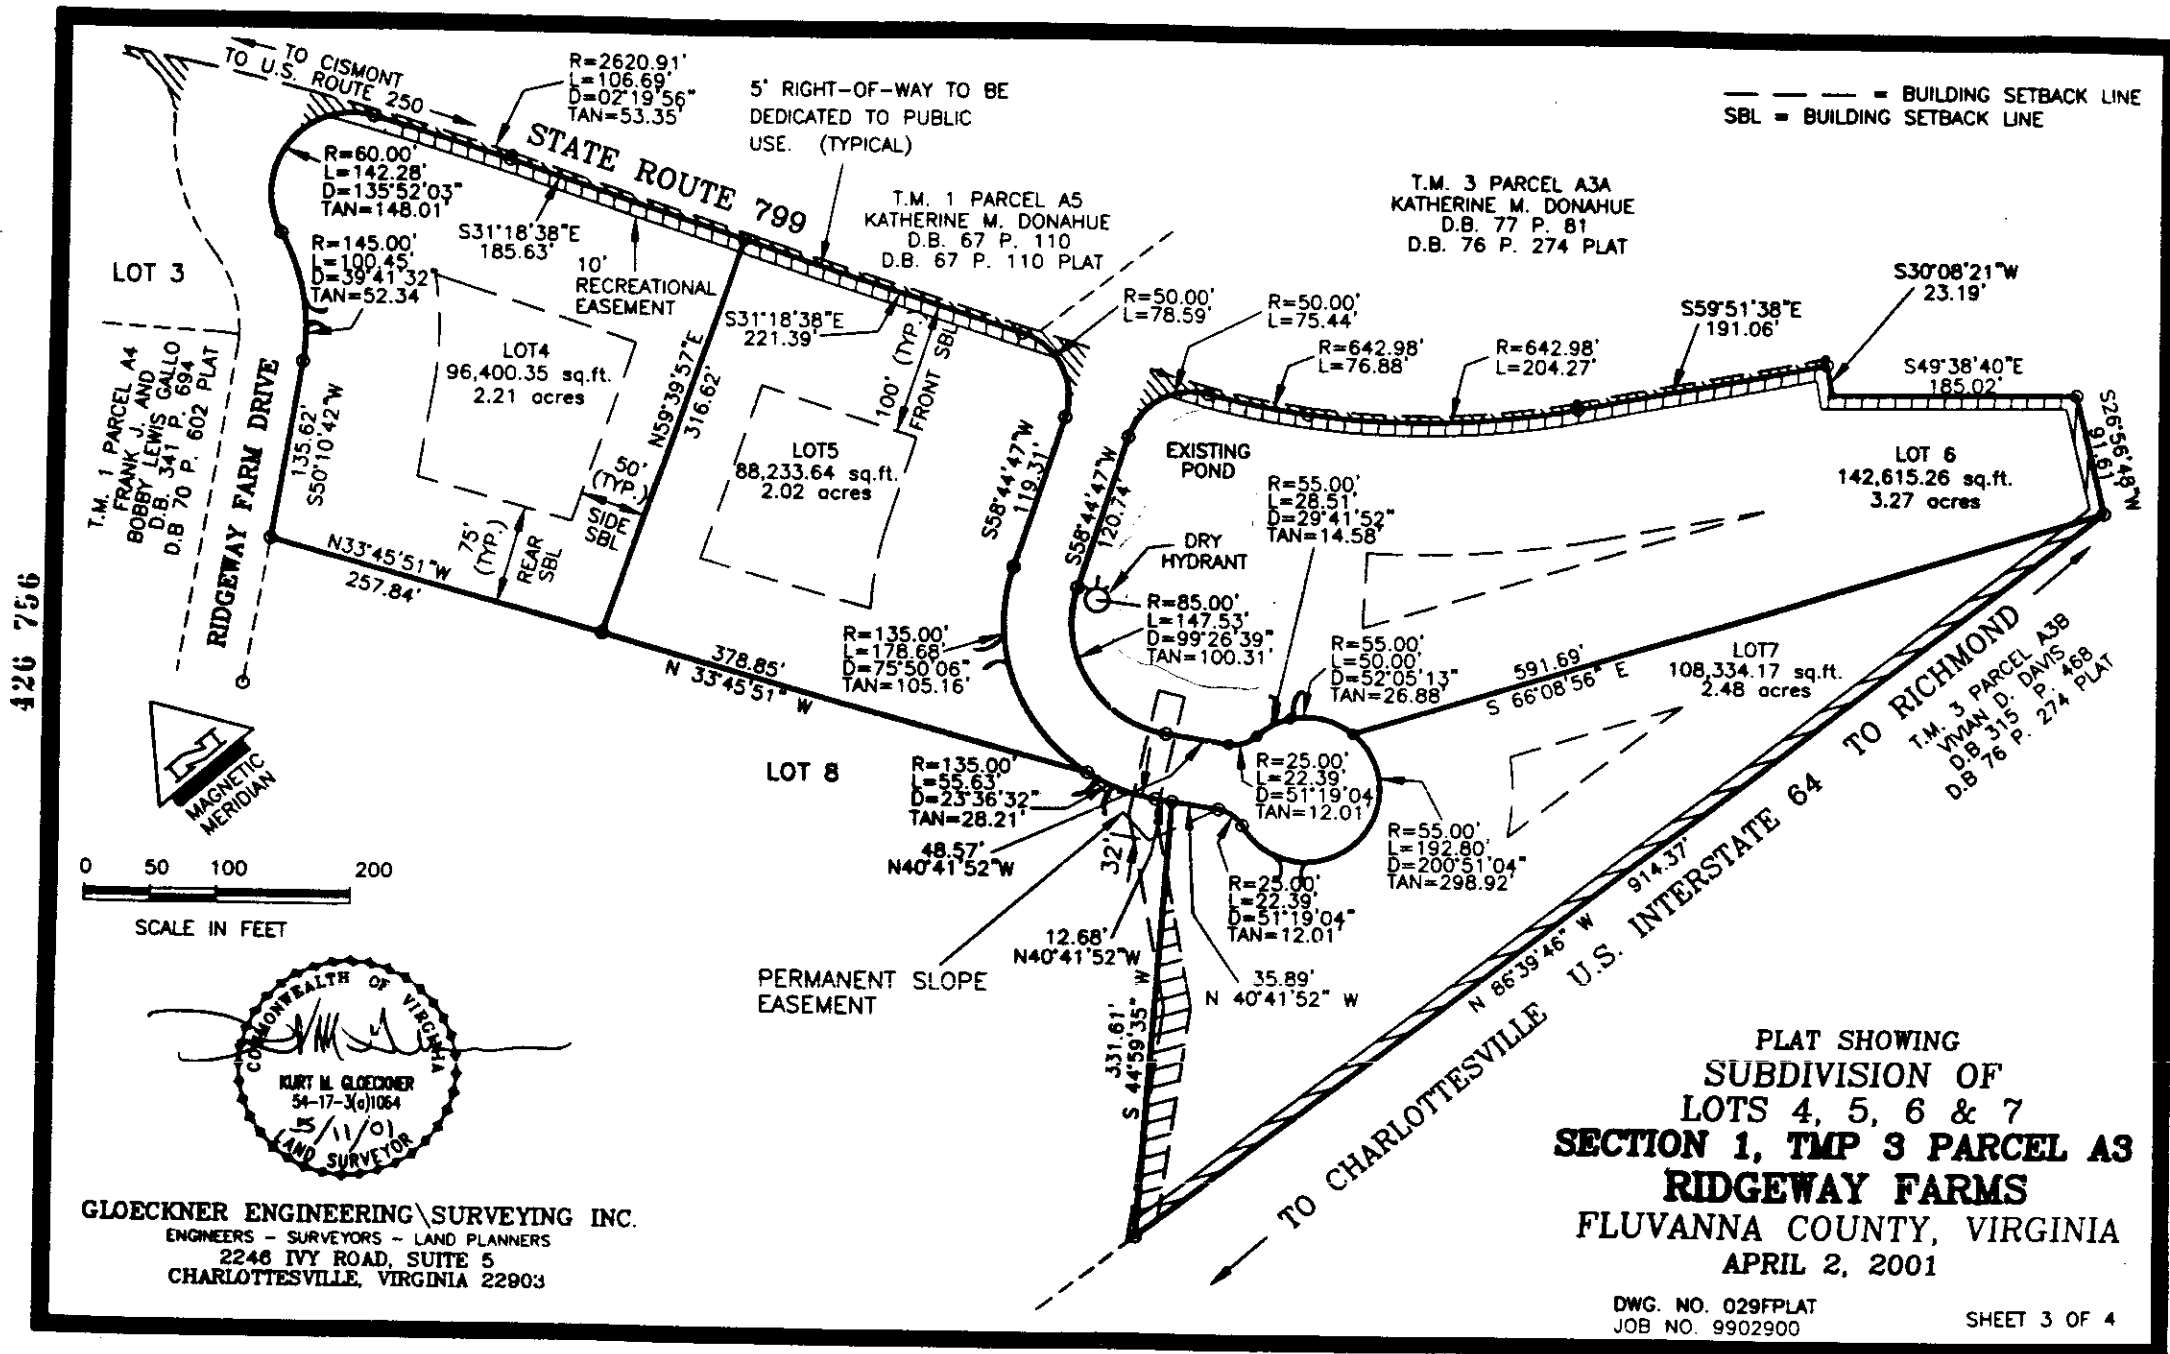 TO CISMONT
TO U.S. ROUTE 250
R=2620.91'
L=106.69'
D=02°19'56"
TAN=53.35'
5' RIGHT-OF-WAY TO BE
DEDICATED TO PUBLIC
USE. (TYPICAL)
— — — = BUILDING SETBACK LINE
SBL = BUILDING SETBACK LINE
STATE ROUTE 799
R=60.00'
L=142.28'
D=135°52'03"
TAN=148.01'
R=145.00'
L=100.45'
D=39°41'32"
TAN=52.34
S31°18'38"E
185.63'
10'
RECREATIONAL
EASEMENT
T.M. 1 PARCEL A5
KATHERINE M. DONAHUE
D.B. 67 P. 110
D.B. 67 P. 110 PLAT
T.M. 3 PARCEL A3A
KATHERINE M. DONAHUE
D.B. 77 P. 81
D.B. 76 P. 274 PLAT
LOT 3
T.M. 1 PARCEL A4
FRANK J. AND
BOBBY LEWIS GALLO
D.B. 341 P. 694
D.B 70 P. 602 PLAT
RIDGEWAY FARM DRIVE
135.62'
S50°10'42"W
LOT4
96,400.35 sq.ft.
2.21 acres
N59°39'57"E
316.62'
S31°18'38"E
221.39'
100' (TYP.)
FRONT SBL
R=50.00'
L=78.59'
R=50.00'
L=75.44'
R=642.98'
L=76.88'
R=642.98'
L=204.27'
S59°51'38"E
191.06'
S30°08'21"W
23.19'
S49°38'40"E
185.02'
S26°56'48"W
91.61'
LOT5
88,233.64 sq.ft.
2.02 acres
50'
(TYP.)
SIDE
SBL
75'
(TYP.)
REAR
SBL
N33°45'51"W
257.84'
S58°44'47"W
119.31'
S58°44'47"W
120.74'
EXISTING
POND
DRY
HYDRANT
R=55.00'
L=28.51'
D=29°41'52"
TAN=14.58'
LOT 6
142,615.26 sq.ft.
3.27 acres
R=85.00'
L=147.53'
D=99°26'39"
TAN=100.31'
R=135.00'
L=178.68'
D=75°50'06"
TAN=105.16'
R=55.00'
L=50.00'
D=52°05'13"
TAN=26.88'
591.69'
S 66°08'56" E
LOT7
108,334.17 sq.ft.
2.48 acres
378.85'
N 33°45'51" W
T.M. 3 PARCEL A3B
VIVIAN D. DAVIS
D.B 315 P. 468
D.B 76 P. 274 PLAT
426 756
MAGNETIC
MERIDIAN
LOT 8
R=135.00'
L=55.63'
D=23°36'32"
TAN=28.21'
48.57'
N40°41'52"W
32'
R=25.00'
L=22.39'
D=51°19'04
TAN=12.01'
R=55.00'
L=192.80'
D=200°51'04"
TAN=298.92'
R=25.00'
L=22.39'
D=51°19'04"
TAN=12.01'
12.68'
N40°41'52"W
35.89'
N 40°41'52" W
PERMANENT SLOPE
EASEMENT
331.61'
S 44°59'35" W
914.37'
N 86°39'46" W
U.S. INTERSTATE 64
TO RICHMOND
TO CHARLOTTESVILLE
0 50 100 200
SCALE IN FEET
COMMONWEALTH OF VIRGINIA
KURT M. GLOECKNER
54-17-3(a)1064
5/11/01
LAND SURVEYOR
GLOECKNER ENGINEERING\SURVEYING INC.
ENGINEERS - SURVEYORS - LAND PLANNERS
2246 IVY ROAD, SUITE 5
CHARLOTTESVILLE, VIRGINIA 22903
PLAT SHOWING
SUBDIVISION OF
LOTS 4, 5, 6 & 7
SECTION 1, TMP 3 PARCEL A3
RIDGEWAY FARMS
FLUVANNA COUNTY, VIRGINIA
APRIL 2, 2001
DWG. NO. 029FPLAT
JOB NO. 9902900
SHEET 3 OF 4